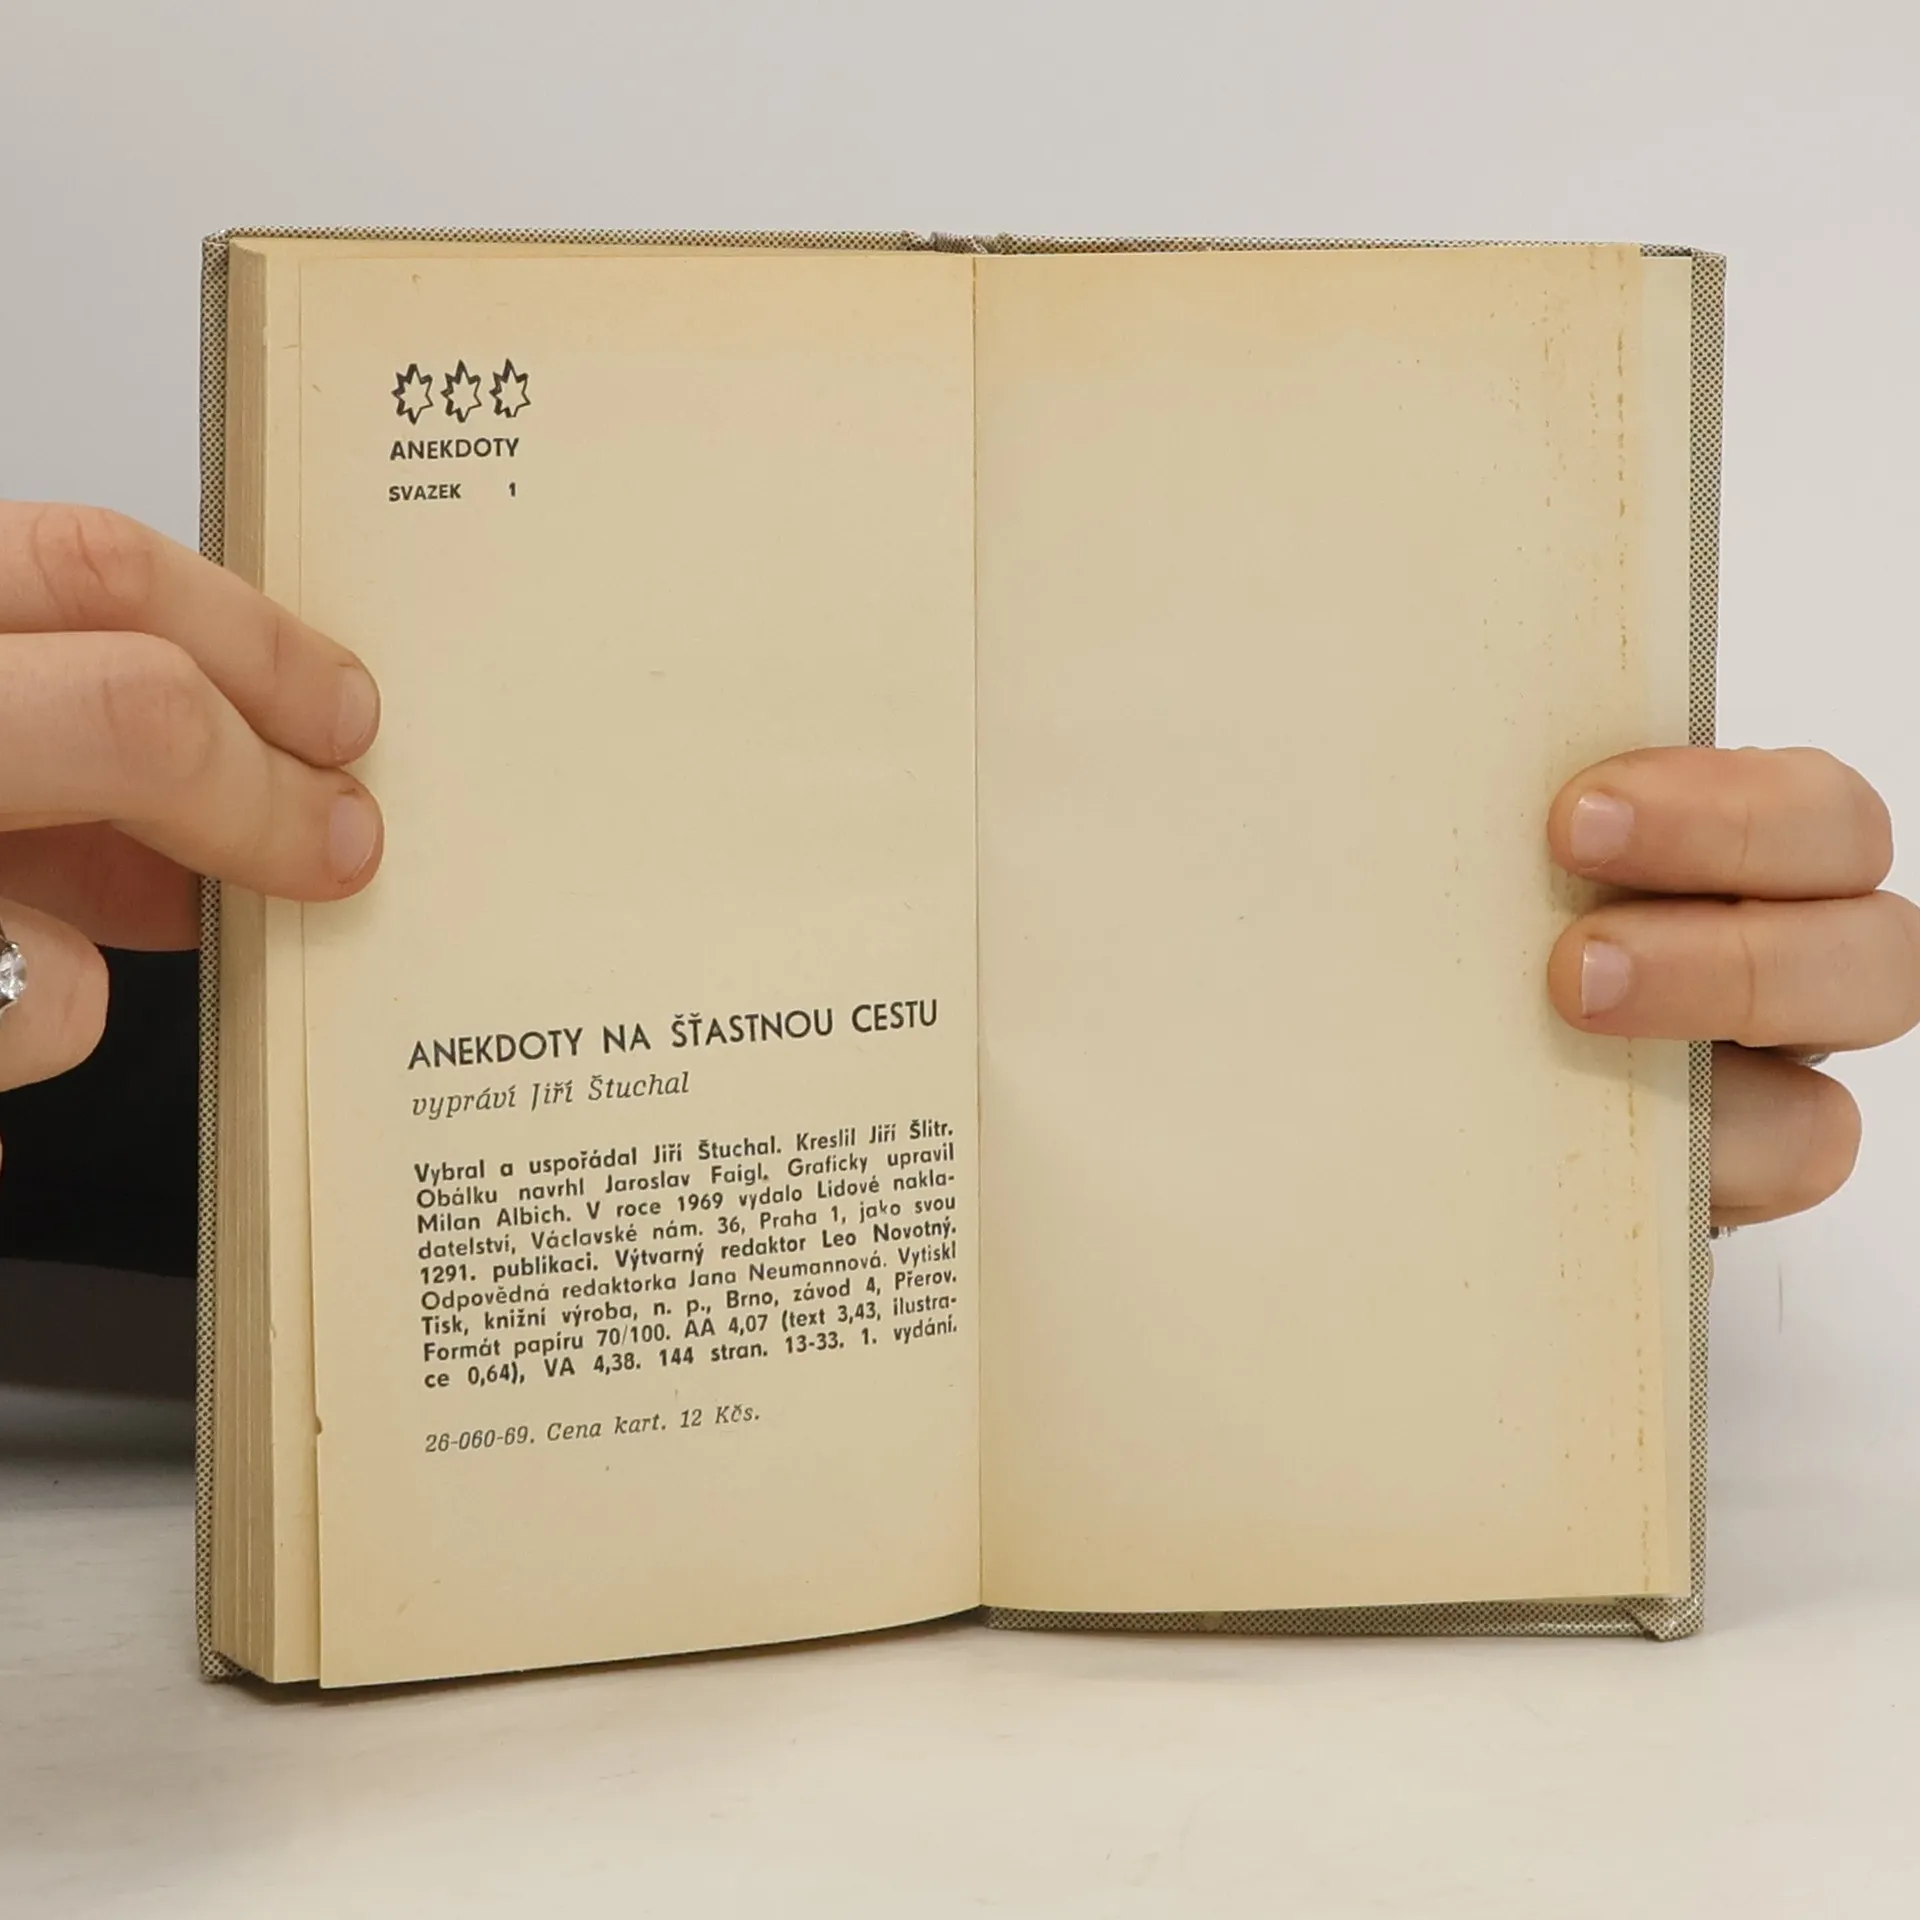 ANEKDOTY
SVAZEK 1
ANEKDOTY NA ŠŤASTNOU CESTU
vypráví Jiří Štuchal
Vybral a uspořádal Jiří Štuchal. Kreslil Jiří Šlitr.
Obálku navrhl Jaroslav Faigl. Graficky upravil
Milan Albich. V roce 1969 vydalo Lidové nakla-
datelství, Václavské nám. 36, Praha 1, jako svou
1291. publikaci. Výtvarný redaktor Leo Novotný.
Odpovědná redaktorka Jana Neumannová. Vytiskl
Tisk, knižní výroba, n. p., Brno, závod 4, Přerov.
Formát papíru 70/100. AA 4,07 (text 3,43, ilustra-
ce 0,64), VA 4,38. 144 stran. 13-33. 1. vydání.
26-060-69. Cena kart. 12 Kčs.